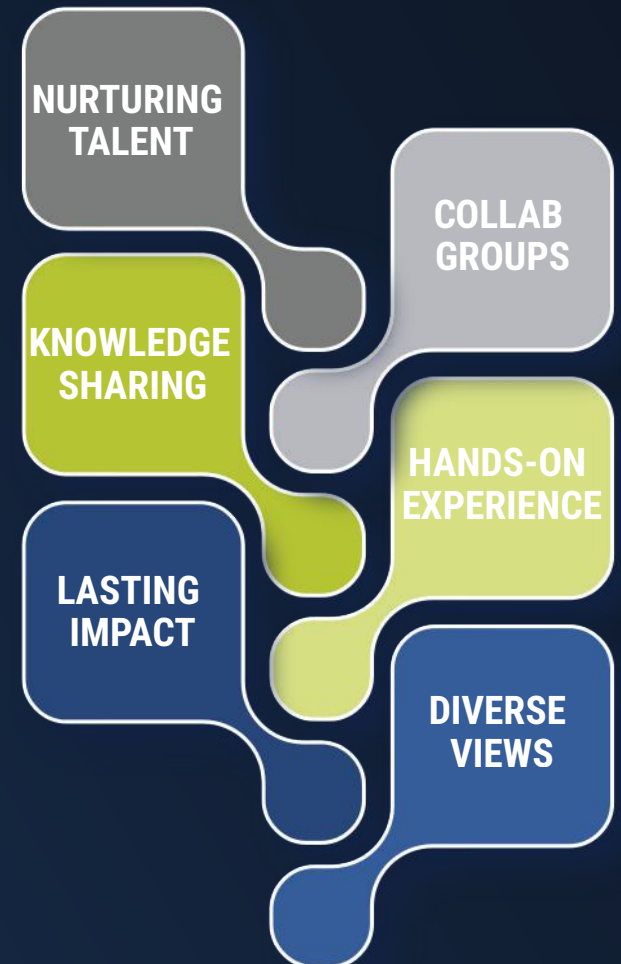 NURTURING
TALENT
COLLAB
GROUPS
KNOWLEDGE
SHARING
HANDS-ON
EXPERIENCE
LASTING
IMPACT
DIVERSE
VIEWS